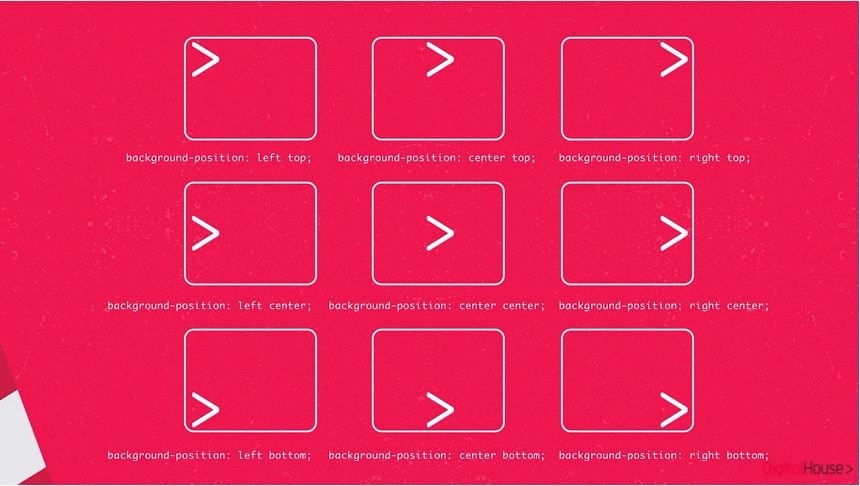 background-position: left top;
background-position: center top;
background-position: right top;
background-position: left center;
background-position: center center;
background-position: right center;
background-position: left bottom;
background-position: center bottom;
background-position: right bottom;
DigitalHouse>